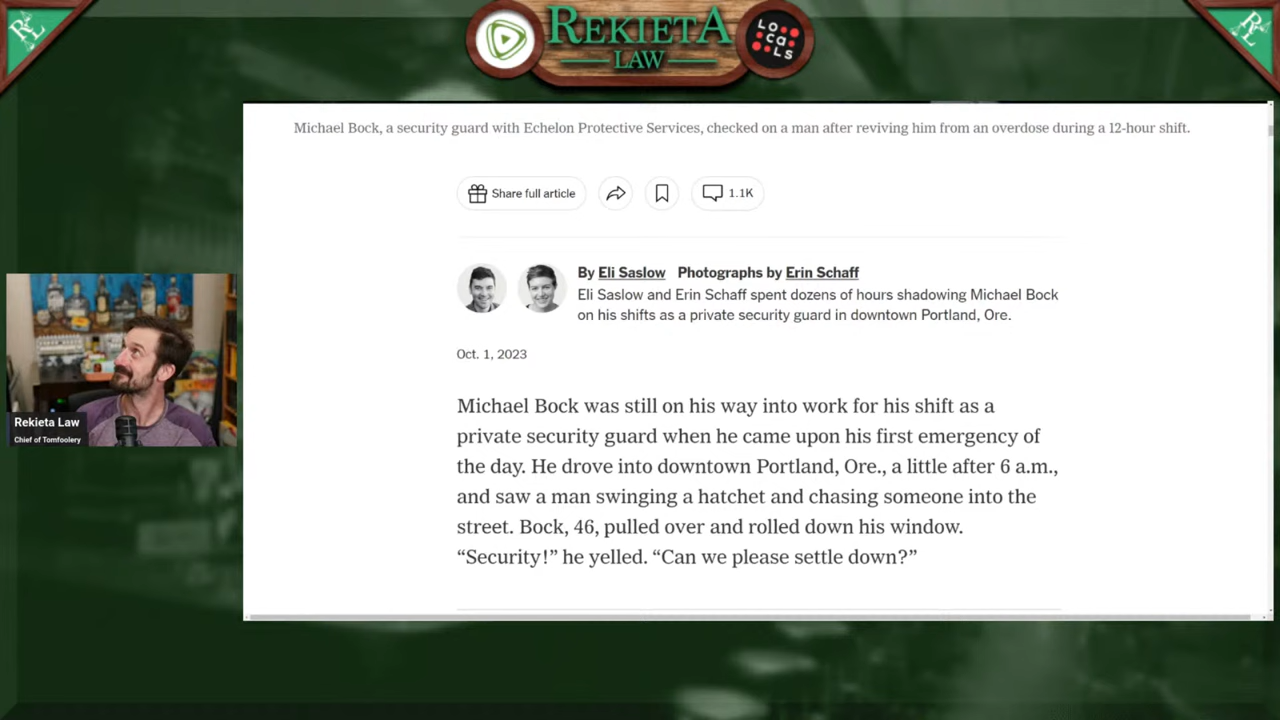 RL
REKIETA
LAW
LOCALS
RL
Michael Bock, a security guard with Echelon Protective Services, checked on a man after reviving him from an overdose during a 12-hour shift.
Share full article
1.1K
By Eli Saslow Photographs by Erin Schaff
Eli Saslow and Erin Schaff spent dozens of hours shadowing Michael Bock
on his shifts as a private security guard in downtown Portland, Ore.
Oct. 1, 2023
Michael Bock was still on his way into work for his shift as a
private security guard when he came upon his first emergency of
the day. He drove into downtown Portland, Ore., a little after 6 a.m.,
and saw a man swinging a hatchet and chasing someone into the
street. Bock, 46, pulled over and rolled down his window.
“Security!” he yelled. “Can we please settle down?”
Rekieta Law
Chief of Tomfoolery